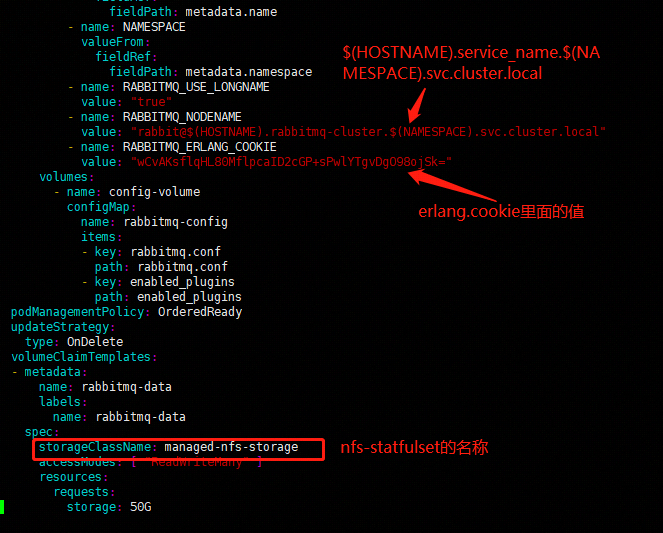 fieldPath: metadata.name
- name: NAMESPACE
valueFrom:
fieldRef:
fieldPath: metadata.namespace
- name: RABBITMQ_USE_LONGNAME
value: "true"
- name: RABBITMQ_NODENAME
value: "rabbit@$(HOSTNAME).rabbitmq-cluster.$(NAMESPACE).svc.cluster.local"
- name: RABBITMQ_ERLANG_COOKIE
value: "wCvAKsflqHL80MflpcaID2cGP+sPwlYTgvDgO98ojSk="
volumes:
- name: config-volume
configMap:
name: rabbitmq-config
items:
- key: rabbitmq.conf
path: rabbitmq.conf
- key: enabled_plugins
path: enabled_plugins
podManagementPolicy: OrderedReady
updateStrategy:
type: OnDelete
volumeClaimTemplates:
- metadata:
name: rabbitmq-data
labels:
name: rabbitmq-data
spec:
storageClassName: managed-nfs-storage
accessModes: [ "ReadWriteMany" ]
resources:
requests:
storage: 50G
$(HOSTNAME).service_name.$(NA
MESPACE).svc.cluster.local
erlang.cookie里面的值
nfs-statfulset的名称